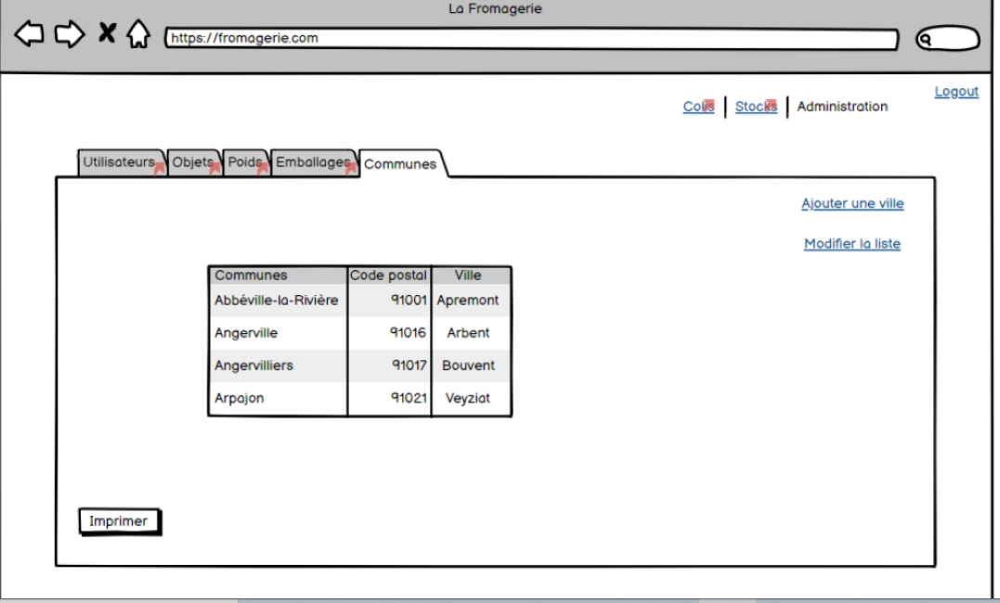 La Fromagerie
https://fromagerie.com
Logout
Colis Stocks Administration
Utilisateurs Objets Poids Emballages Communes
Ajouter une ville
Modifier la liste
Communes Code postal Ville
Abbéville-la-Rivière 91001 Apremont
Angerville 91016 Arbent
Angervilliers 91017 Bouvent
Arpajon 91021 Veyziat
Imprimer